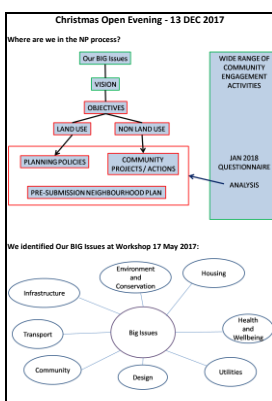 Christmas Open Evening - 13 DEC 2017
Where are we in the NP process?
Our BIG Issues
VISION
OBJECTIVES
LAND USE
NON LAND USE
PLANNING POLICIES
COMMUNITY
PROJECTS/ ACTIONS
PRE-SUBMISSION NEIGHBOURHOOD PLAN
WIDE RANGE OF
COMMUNITY
ENGAGEMENT
ACTIVITIES
JAN 2018
QUESTIONNAIRE
ANALYSIS
We identified Our BIG Issues at Workshop 17 May 2017:
Environment
and
Conservation
Housing
Infrastructure
Transport
Big Issues
Health
and
Wellbeing
Community
Design
Utilities